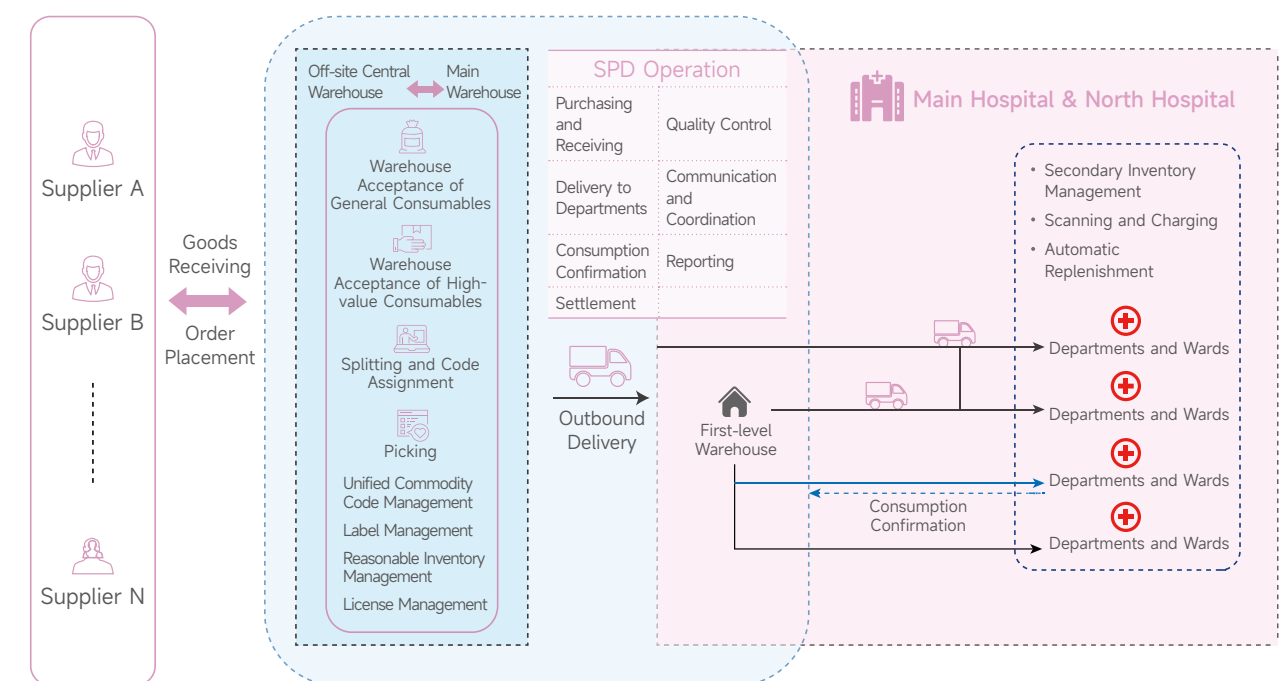 Supplier A
Supplier B
Supplier N
Goods
Receiving
Order
Placement
Off-site Central
Warehouse
Main
Warehouse
Warehouse
Acceptance of
General Consumables
Warehouse
Acceptance of High-
value Consumables
Splitting and Code
Assignment
Picking
Unified Commodity
Code Management
Label Management
Reasonable Inventory
Management
License Management
SPD Operation
Purchasing
and
Receiving
Quality Control
Delivery to
Departments
Communication
and
Coordination
Consumption
Confirmation
Reporting
Settlement
Outbound
Delivery
Main Hospital & North Hospital
• Secondary Inventory
Management
• Scanning and Charging
• Automatic
Replenishment
First-level
Warehouse
Departments and Wards
Departments and Wards
Departments and Wards
Consumption
Confirmation
Departments and Wards